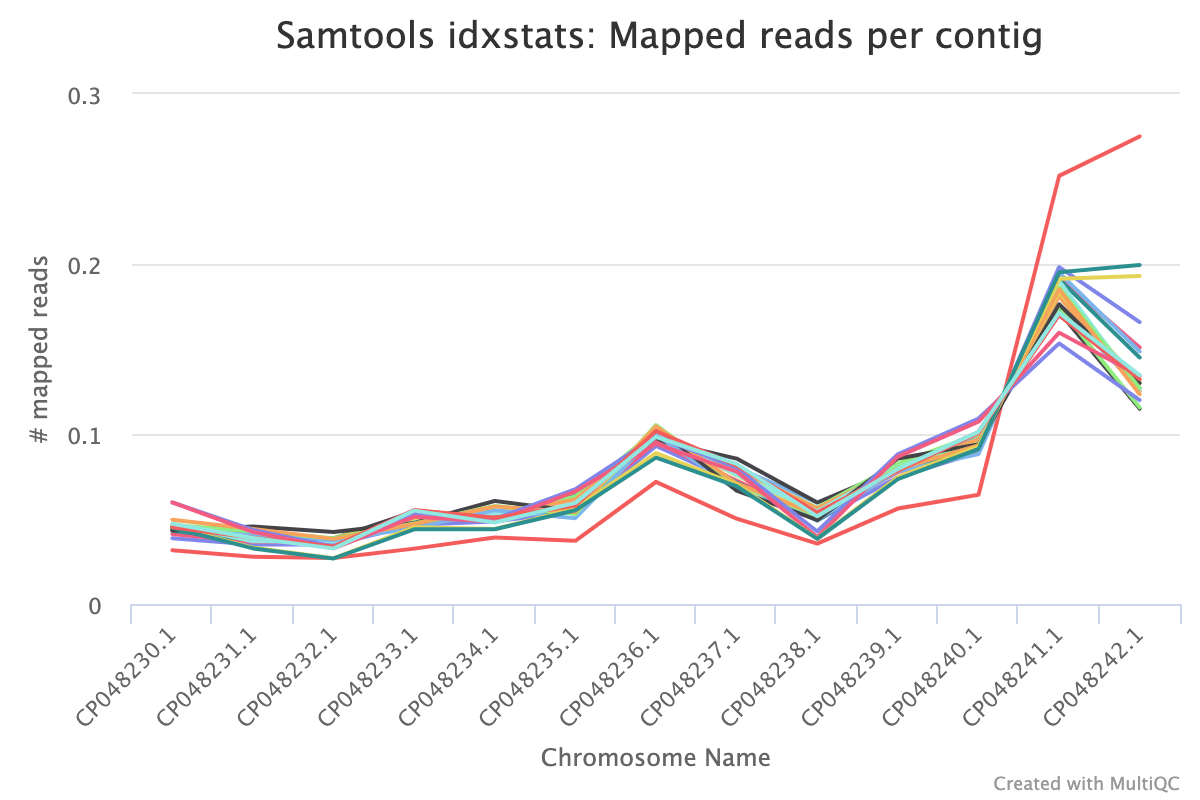 Samtools idxstats: Mapped reads per contig
0.3
0.2
0.1
0
# mapped reads
CP048230.1
CP048231.1
CP048232.1
CP048233.1
CP048234.1
CP048235.1
CP048236.1
CP048237.1
CP048238.1
CP048239.1
CP048240.1
CP048241.1
CP048242.1
Chromosome Name
Created with MultiQC